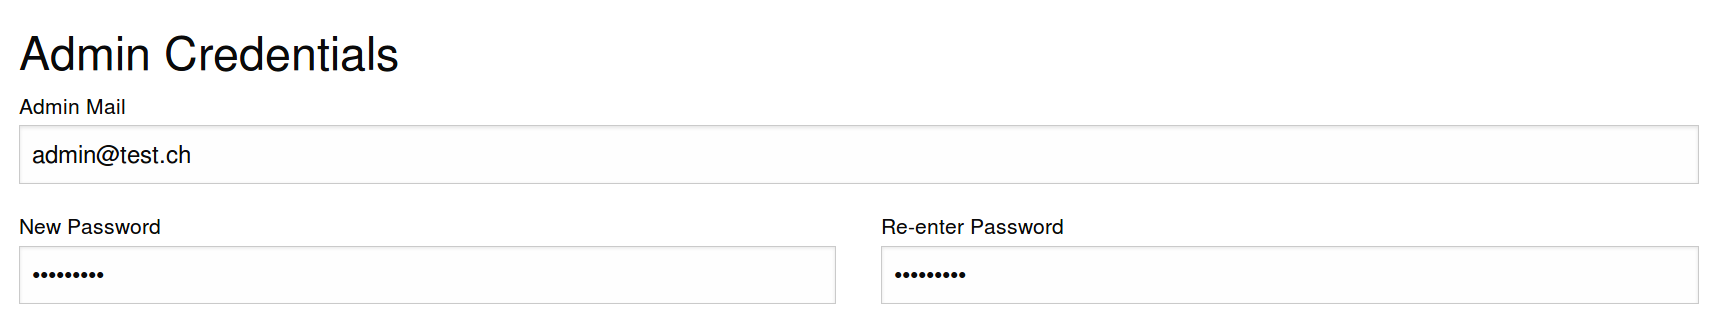 Admin Credentials
Admin Mail
admin@test.ch
New Password Re-enter Password
••••••••• •••••••••